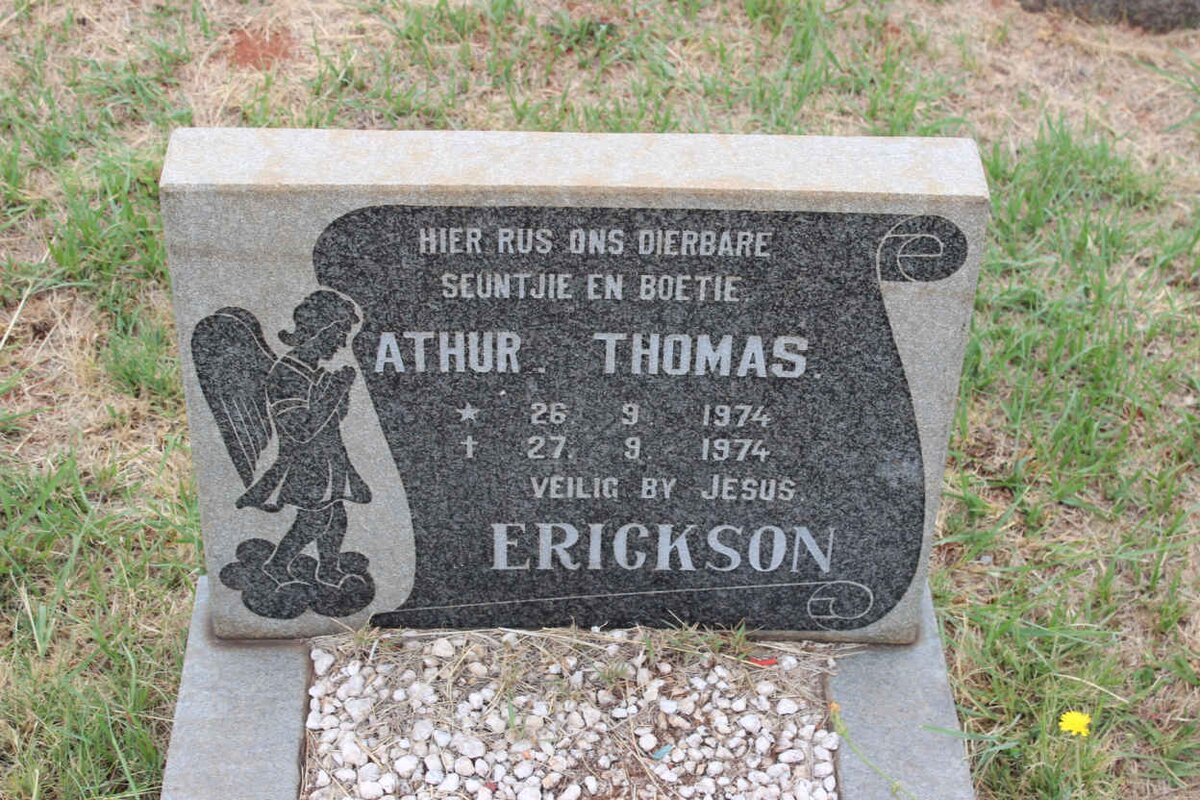 HIER RUS ONS DIERBARE
SEUNTJIE EN BOETIE.
ATHUR. THOMAS.
★ 26. 9. 1974
✝ 27. 9. 1974
VEILIG BY JESUS.
ERICKSON